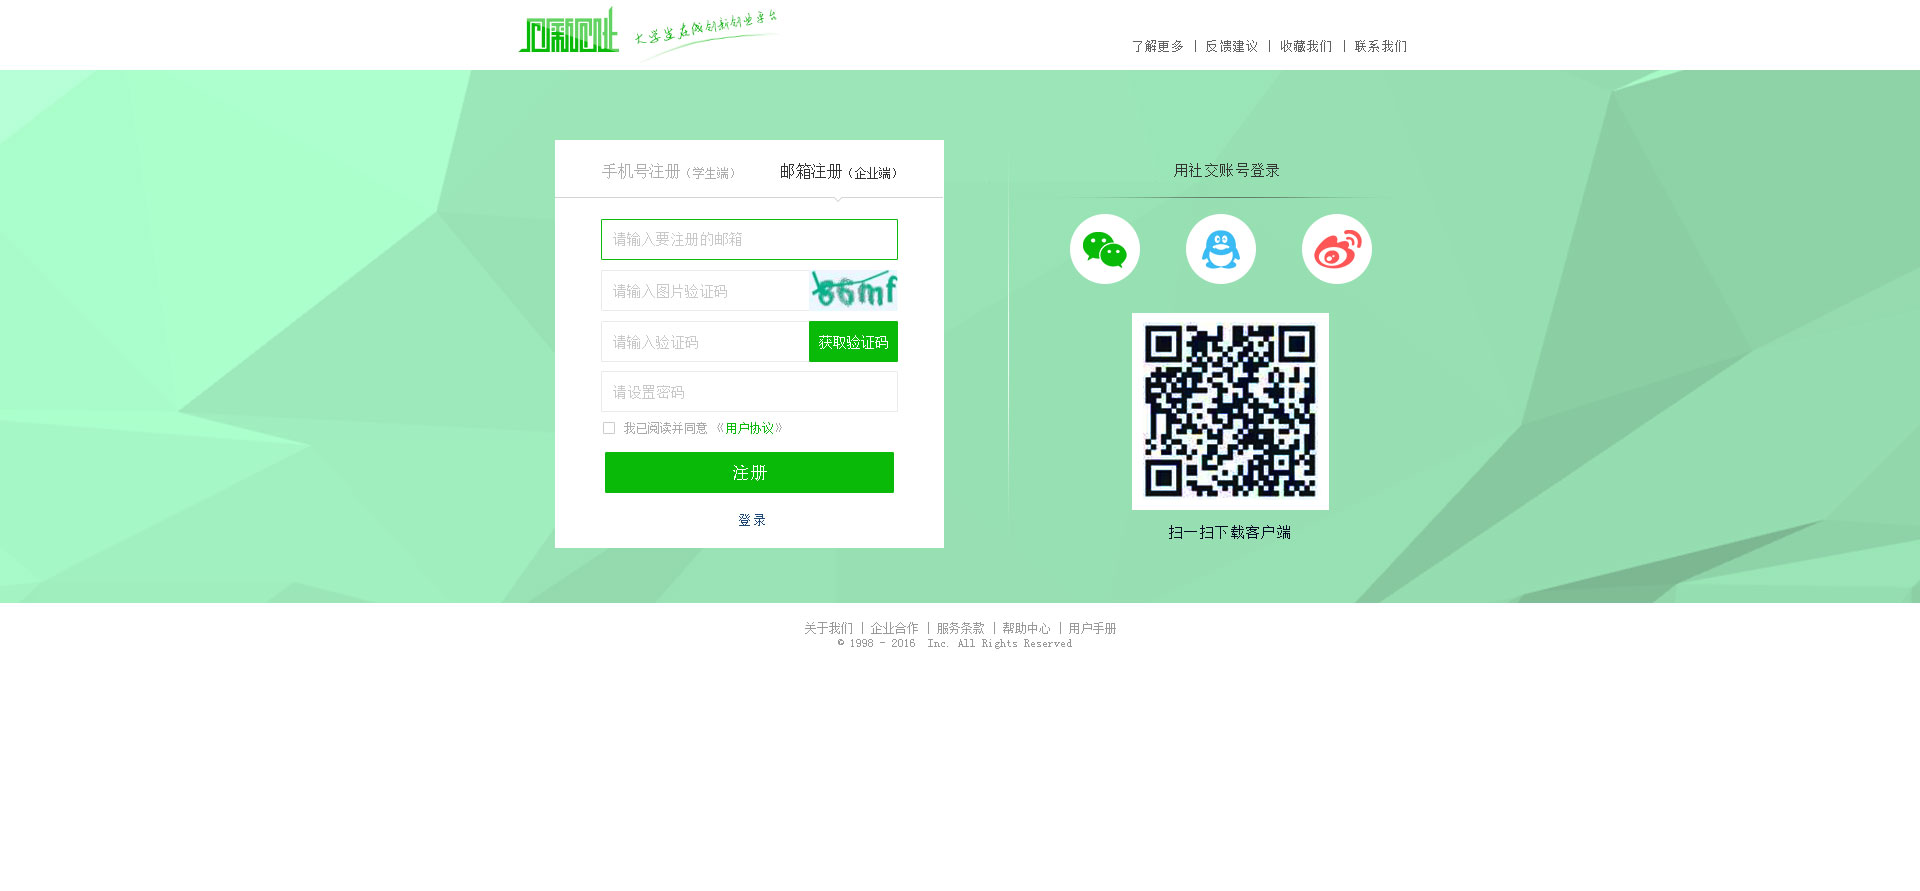 大学生在线创新创业平台
了解更多 | 反馈建议 | 收藏我们 | 联系我们
手机号注册（学生端） 邮箱注册（企业端）
请输入要注册的邮箱
请输入图片验证码
请输入验证码 获取验证码
请设置密码
我已阅读并同意 《用户协议》
注册
登录
用社交账号登录
扫一扫下载客户端
关于我们 | 企业合作 | 服务条款 | 帮助中心 | 用户手册
© 1998 - 2016 Inc. All Rights Reserved